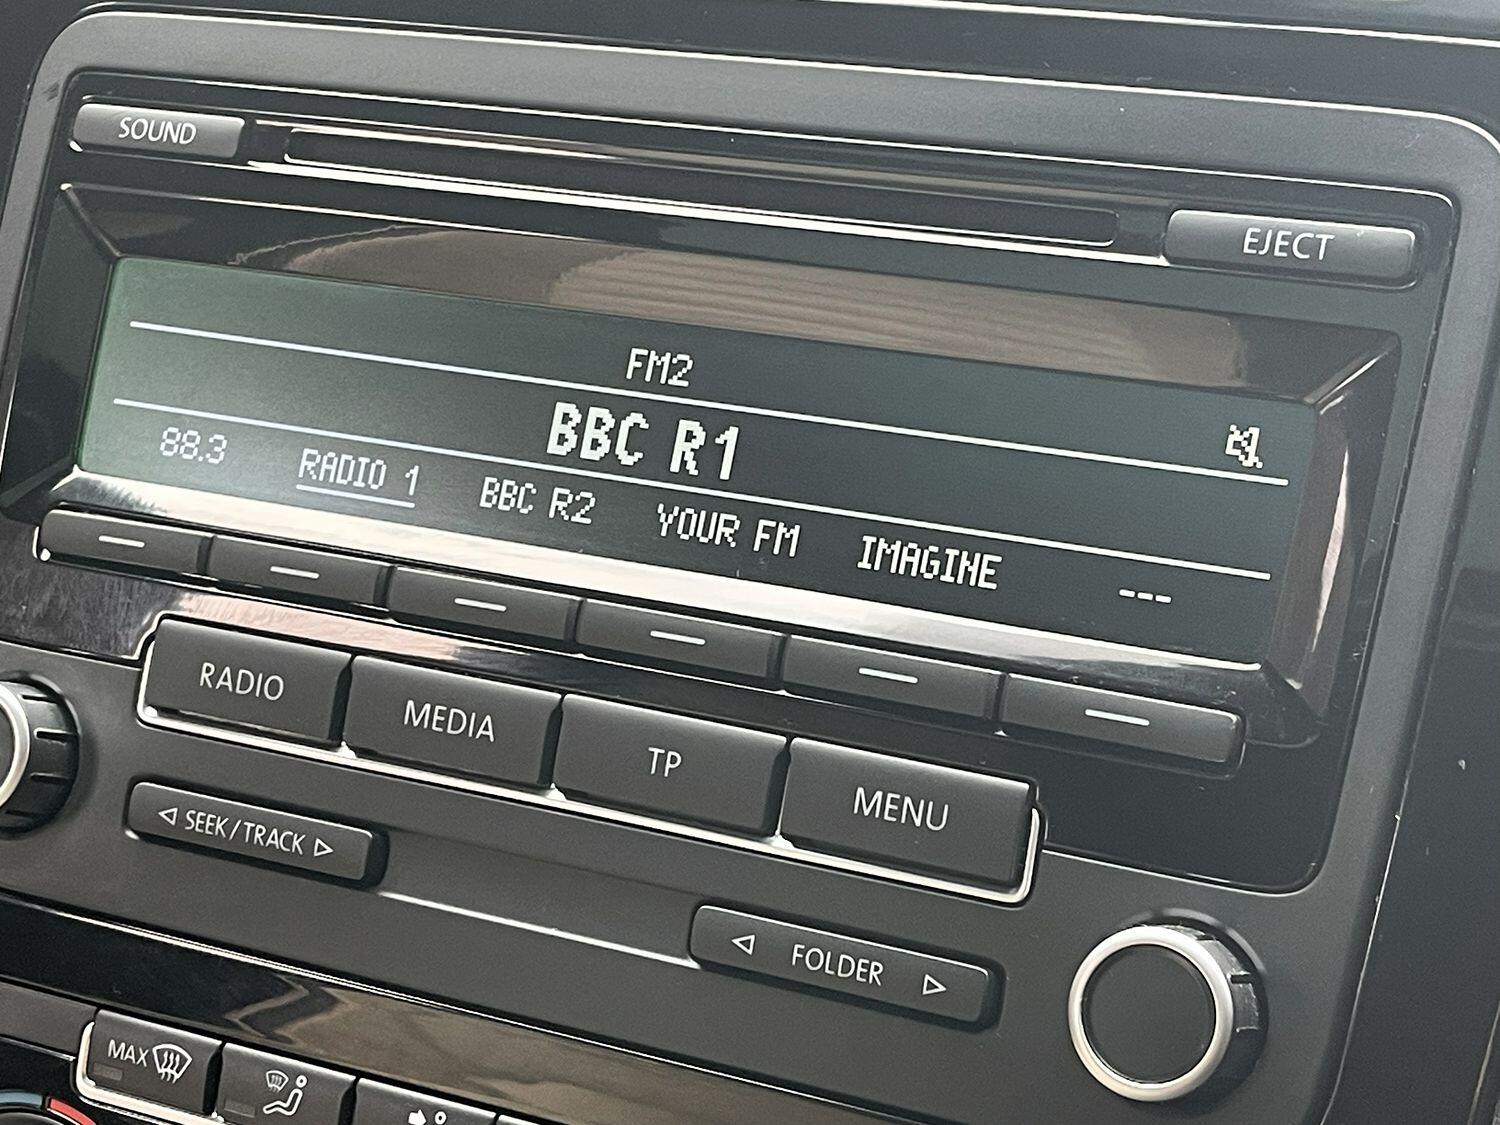 SOUND
EJECT
FM2
BBC R1
88.3 RADIO 1 BBC R2 YOUR FM IMAGINE ---
RADIO MEDIA TP MENU
SEEK / TRACK
FOLDER
MAX